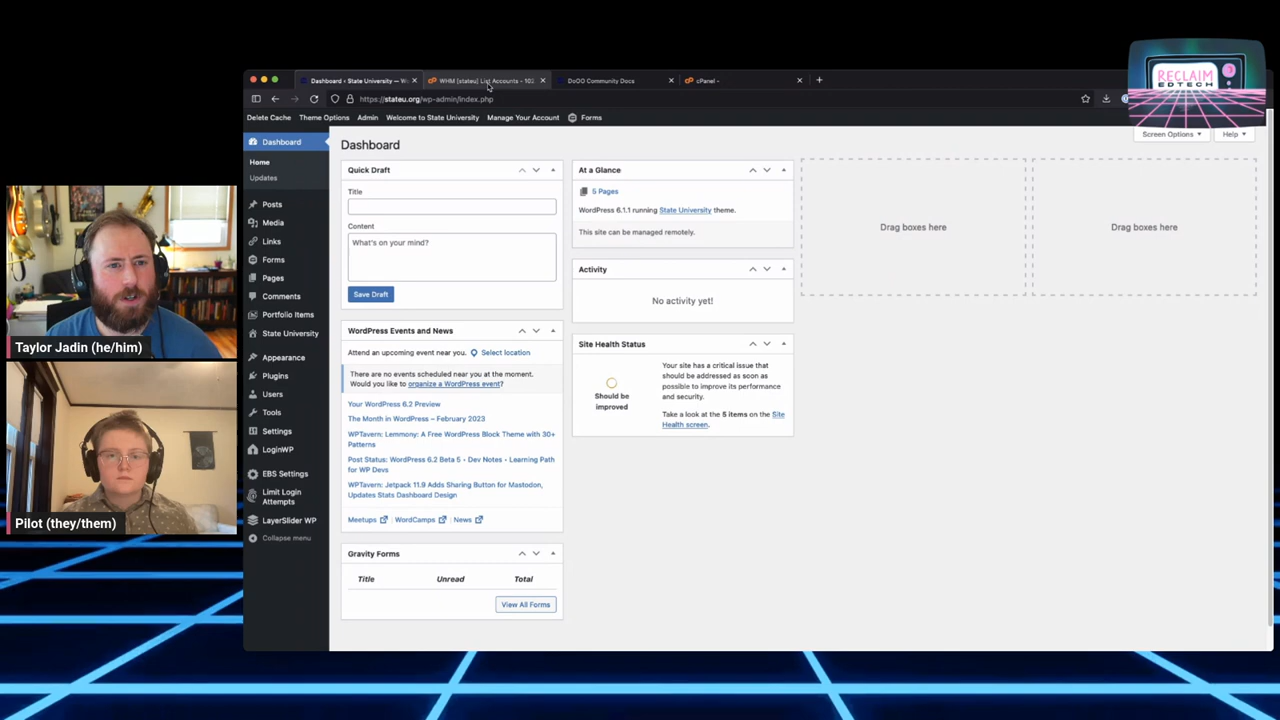 RECLAIM
EDTECH
Dashboard ‹ State University — W
WHM [stateu] List Accounts - 102
DoOO Community Docs
cPanel -
https://stateu.org/wp-admin/index.php
Delete Cache
Theme Options
Admin
Welcome to State University
Manage Your Account
Forms
Screen Options
Help
Dashboard
Home
Updates
Posts
Media
Links
Forms
Pages
Comments
Portfolio Items
State University
Appearance
Plugins
Users
Tools
Settings
LoginWP
EBS Settings
Limit Login
Attempts
LayerSlider WP
Collapse menu
Dashboard
Quick Draft
Title
Content
What's on your mind?
Save Draft
WordPress Events and News
Attend an upcoming event near you.
Select location
There are no events scheduled near you at the moment.
Would you like to organize a WordPress event?
Your WordPress 6.2 Preview
The Month in WordPress – February 2023
WPTavern: Lemmony: A Free WordPress Block Theme with 30+
Patterns
Post Status: WordPress 6.2 Beta 5 • Dev Notes • Learning Path
for WP Devs
WPTavern: Jetpack 11.9 Adds Sharing Button for Mastodon,
Updates Stats Dashboard Design
Meetups
WordCamps
News
Gravity Forms
Title
Unread
Total
View All Forms
At a Glance
5 Pages
WordPress 6.1.1 running State University theme.
This site can be managed remotely.
Activity
No activity yet!
Site Health Status
Should be
improved
Your site has a critical issue that
should be addressed as soon as
possible to improve its performance
and security.
Take a look at the 5 items on the Site
Health screen.
Drag boxes here
Drag boxes here
Taylor Jadin (he/him)
Pilot (they/them)